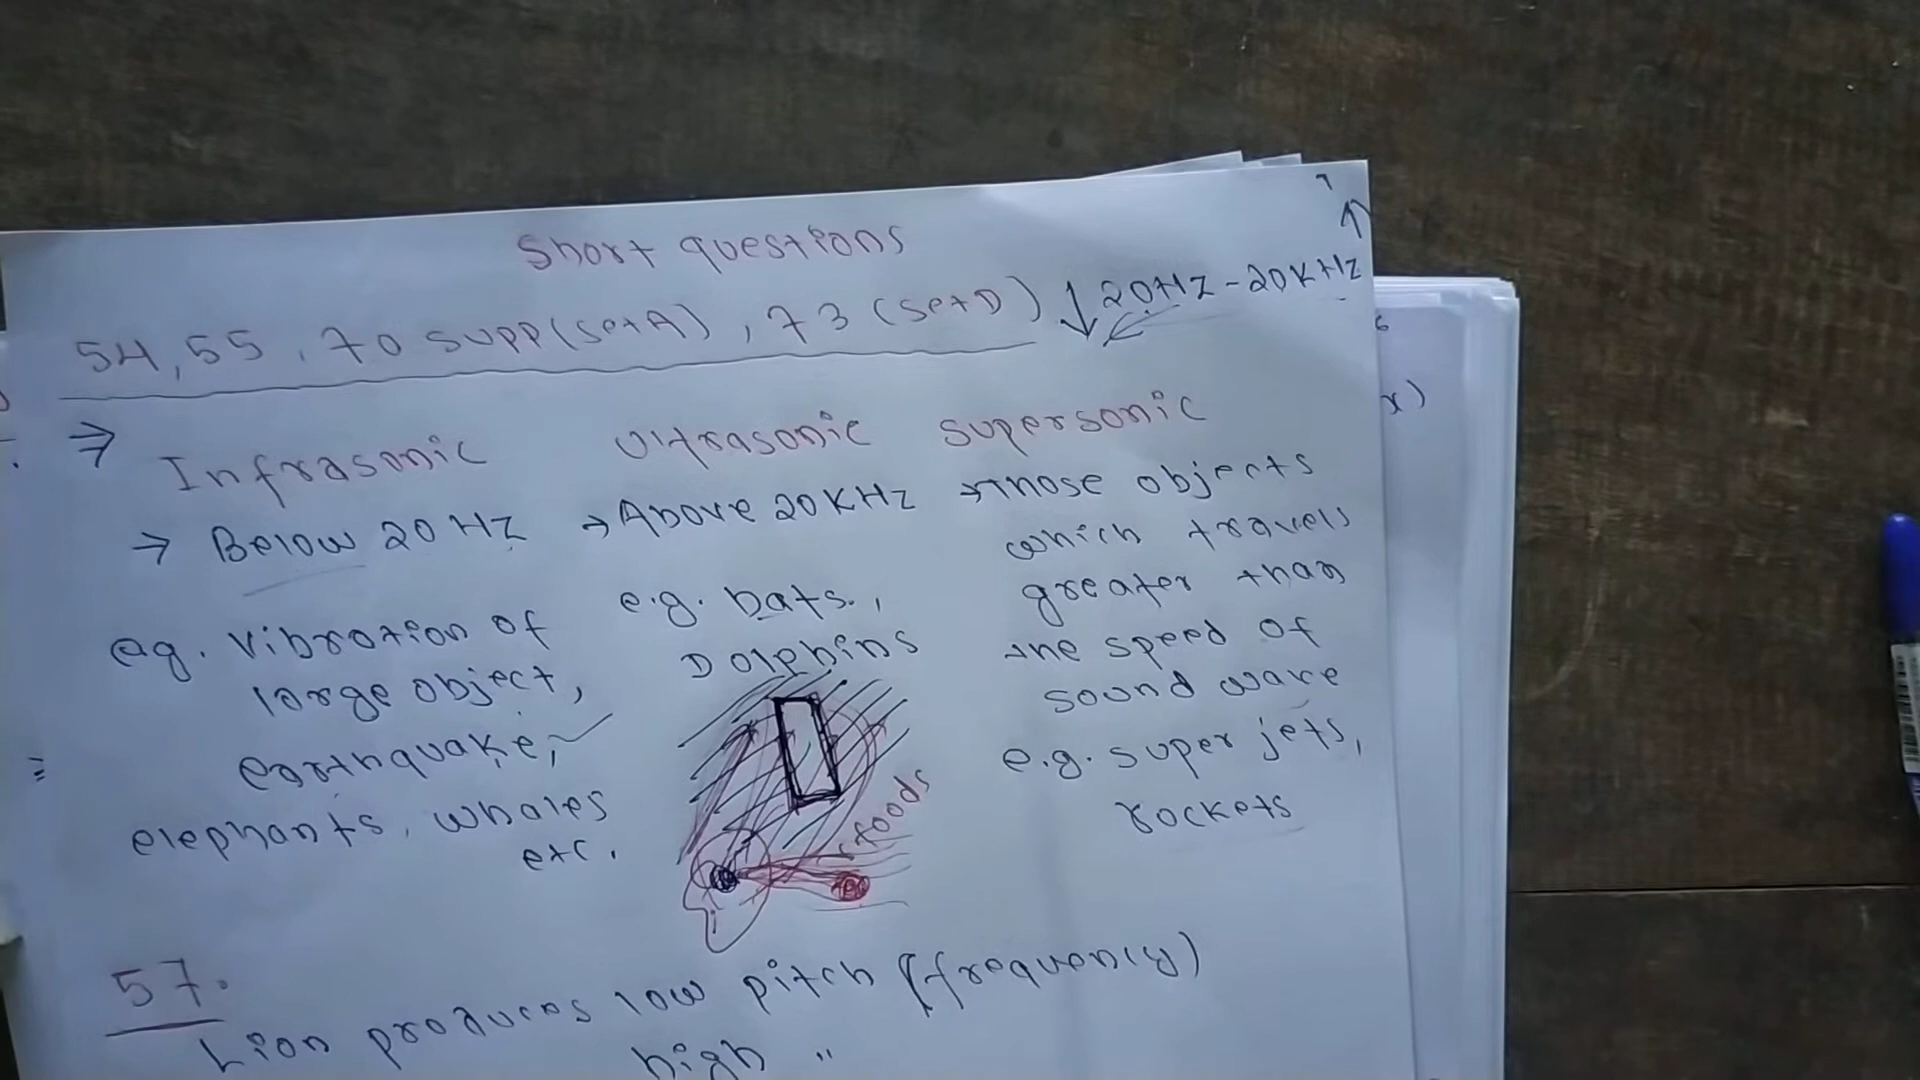 Short questions
54, 55, 70 supp (set A), 73 (set D) ↓ 20Hz - 20KHz ↑
⇒ Infrasonic Ultrasonic supersonic
→ Below 20 Hz → Above 20KHz → Those objects
which travels
e.g. vibration of e.g. bats, greater than
large object, Dolphins the speed of
earthquake, sound wave
elephants, whales e.g. super jets,
etc. rockets
foods
57.
Lion produces low pitch (frequency)
high "
x)